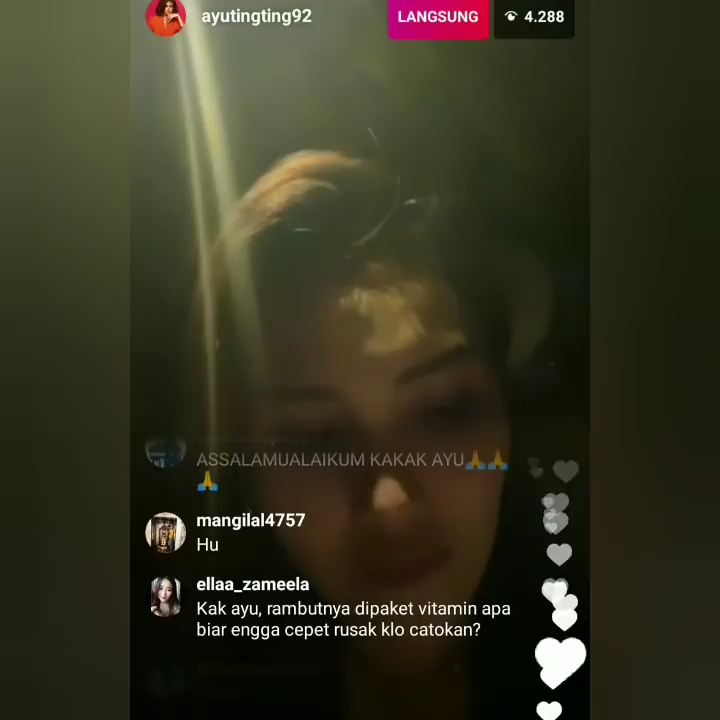 ayutingting92
LANGSUNG
4.288
ASSALAMUALAIKUM KAKAK AYU🙏🙏
🙏
mangilal4757
Hu
ellaa_zameela
Kak ayu, rambutnya dipaket vitamin apa
biar engga cepet rusak klo catokan?